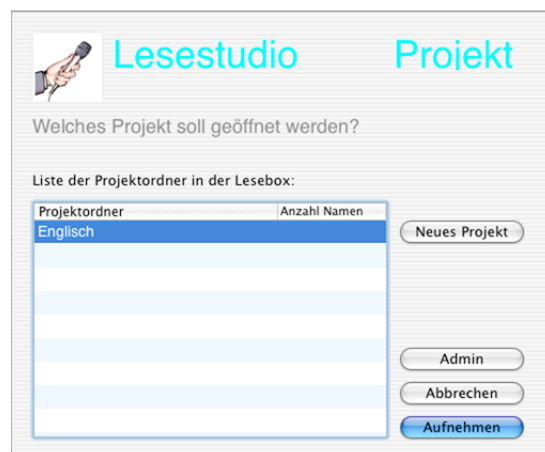 Lesestudio Projekt
Welches Projekt soll geöffnet werden?
Liste der Projektordner in der Lesebox:
Projektordner Anzahl Namen
Englisch
Neues Projekt
Admin
Abbrechen
Aufnehmen